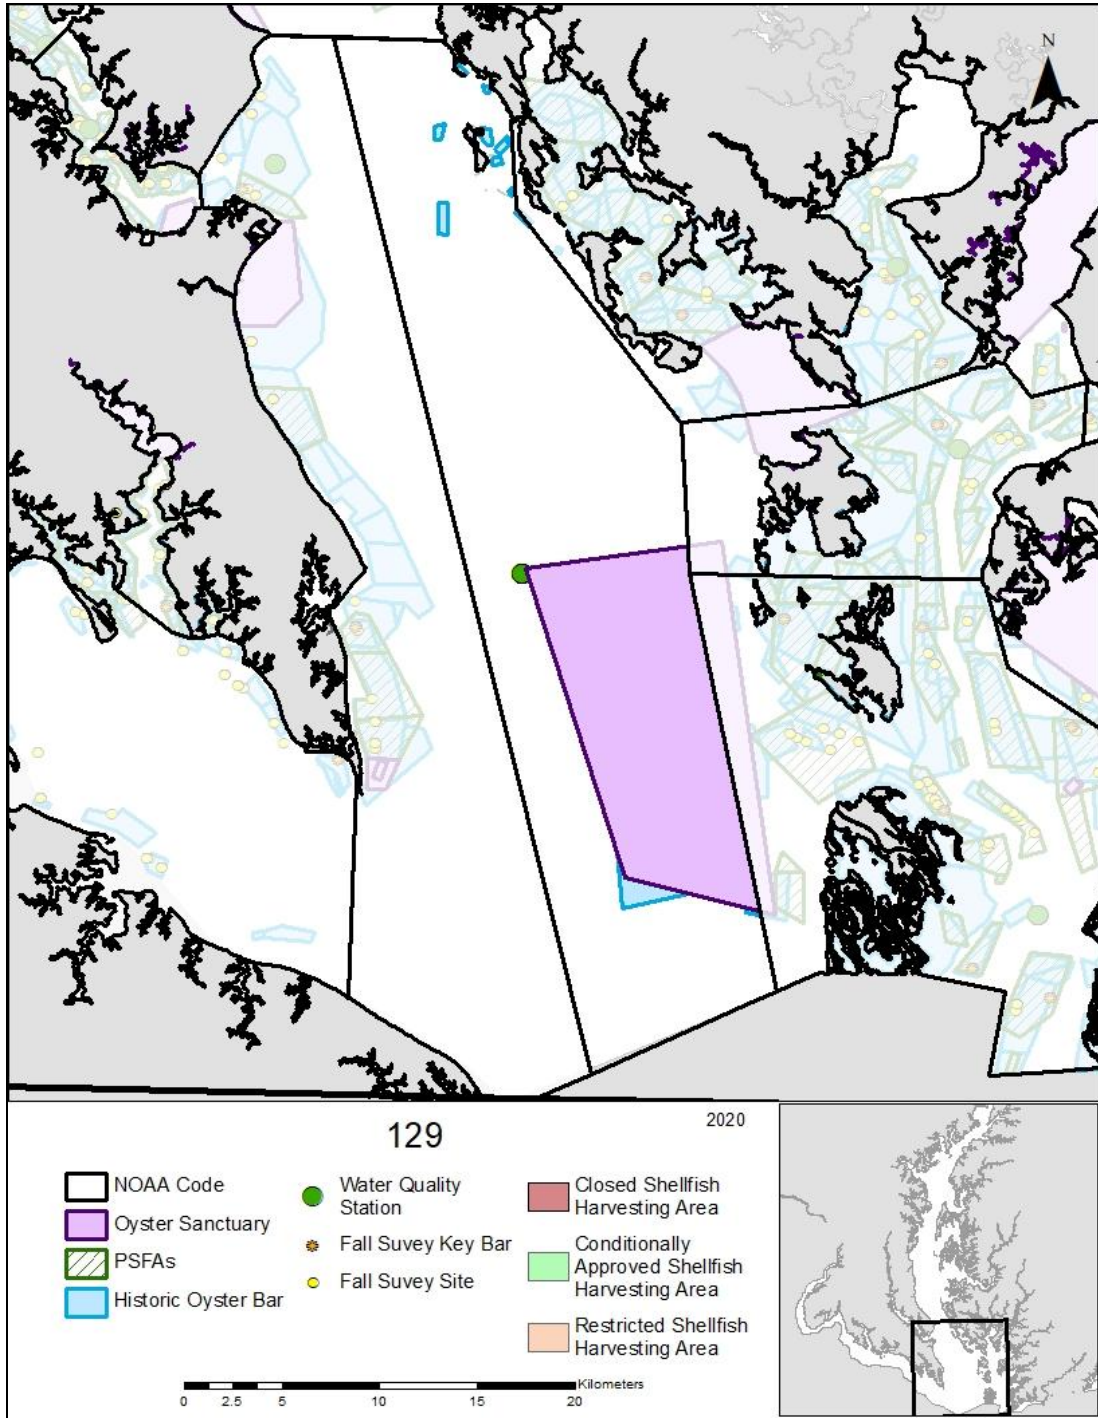 N
129
2020
NOAA Code
Oyster Sanctuary
PSFAs
Historic Oyster Bar
Water Quality
Station
Fall Suvey Key Bar
Fall Suvey Site
Closed Shellfish
Harvesting Area
Conditionally
Approved Shellfish
Harvesting Area
Restricted Shellfish
Harvesting Area
Kilometers
0 2.5 5 10 15 20